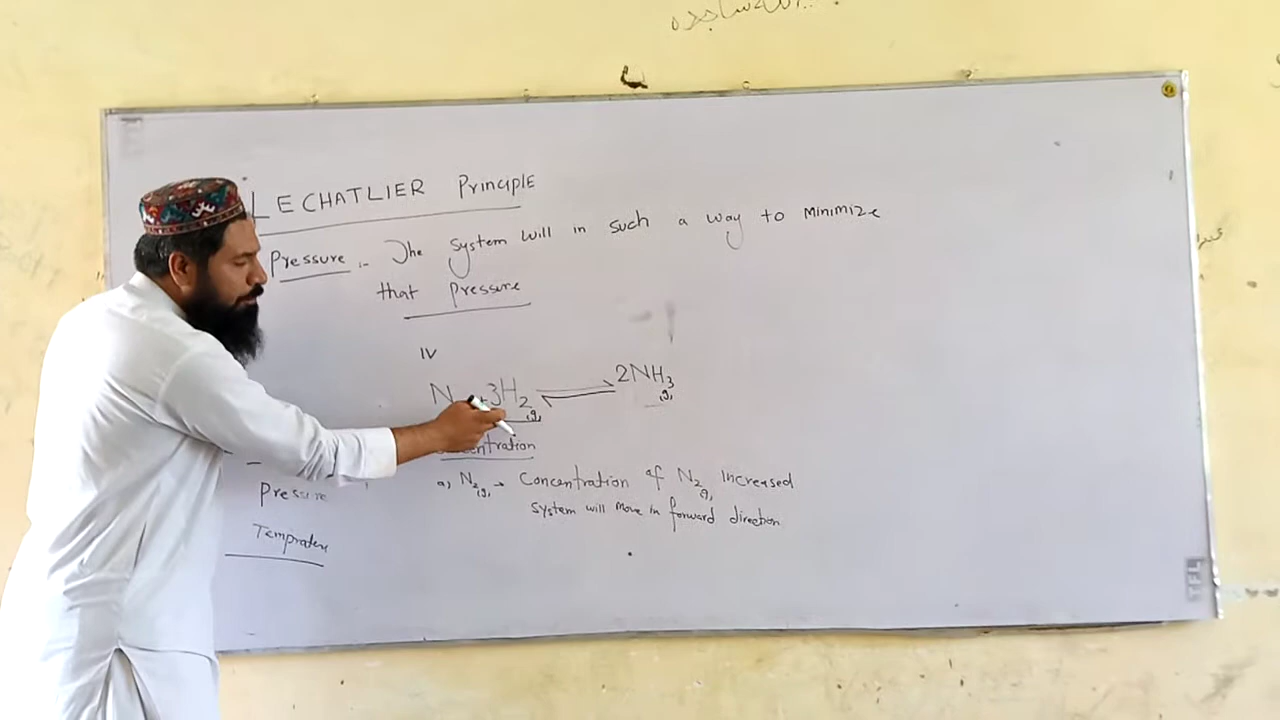 LECHATLIER Principle
Pressure :- The system will in such a way to Minimize
that Pressure
IV
N + 3H2(g) ⇌ 2NH3(g)
a) N2(g) → Concentration of N2(g) Increased
system will move in forward direction
Pressure
Temprature
TFL